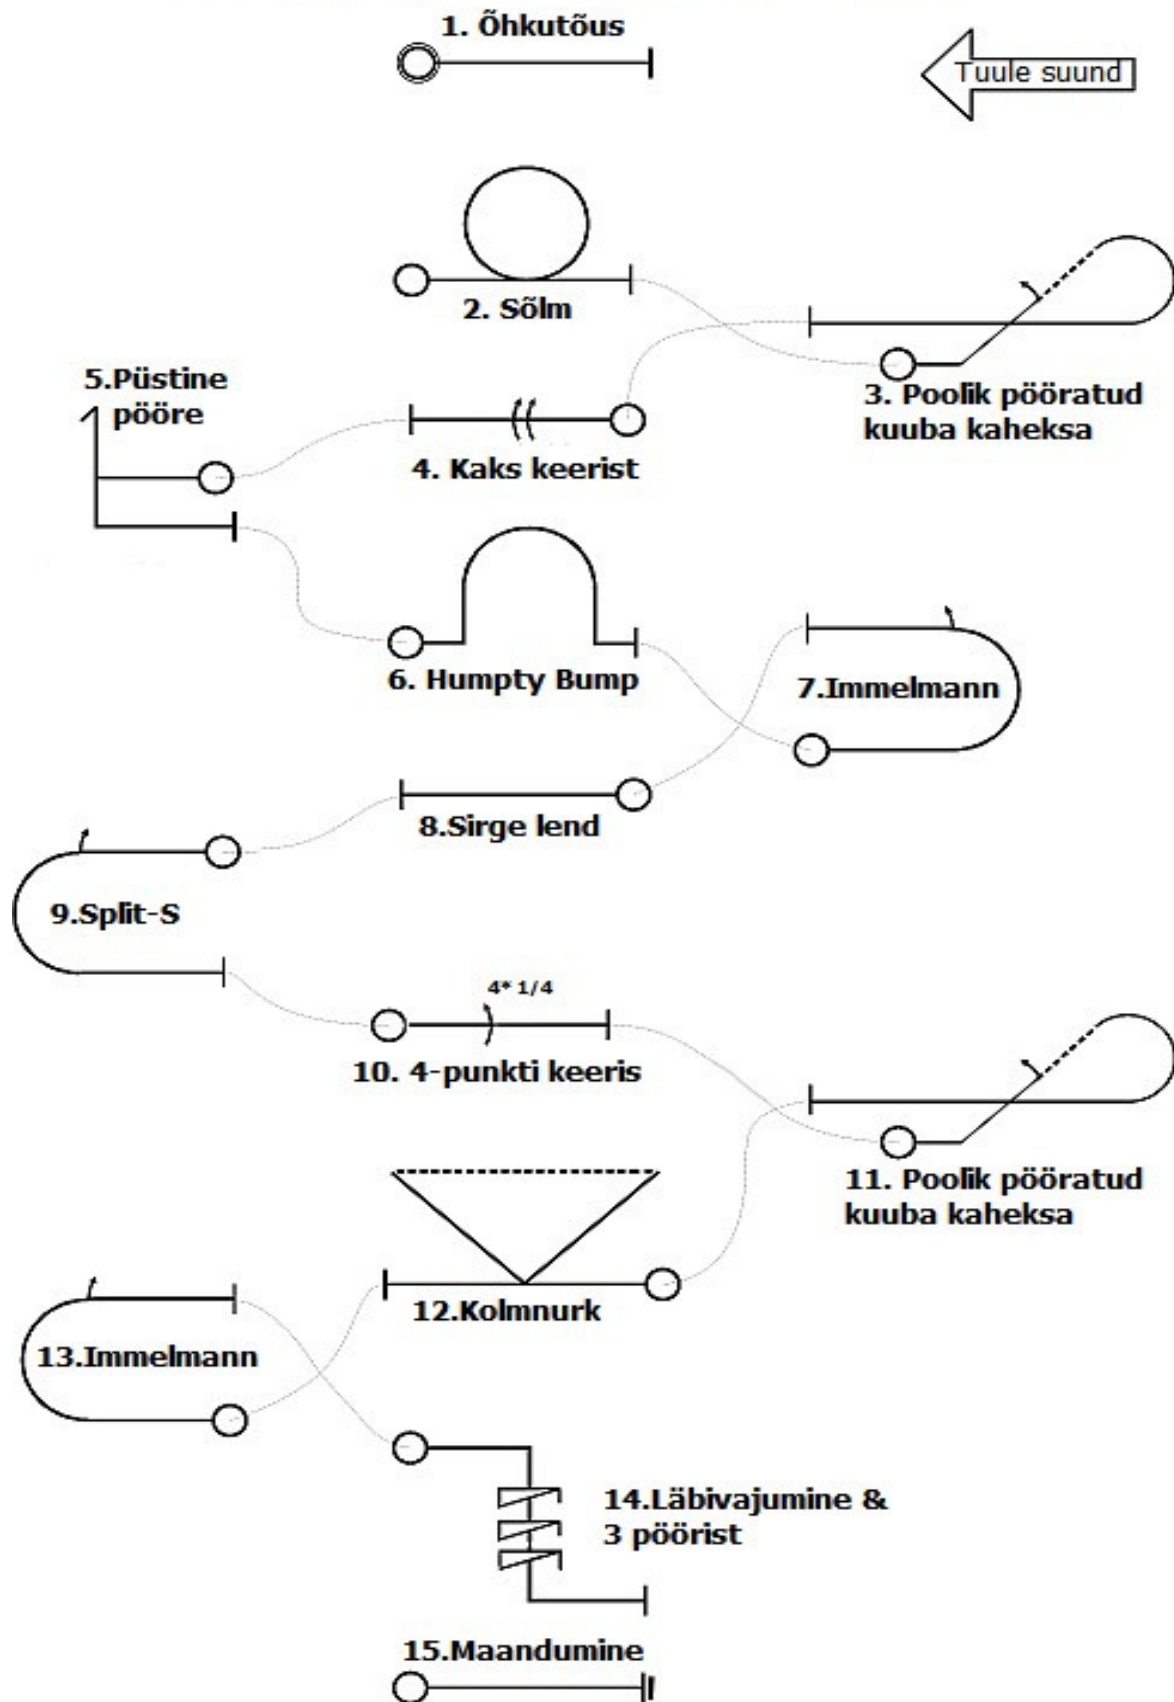 1. Õhkutõus
Tuule suund
2. Sõlm
3. Poolik pööratud
kuuba kaheksa
5.Püstine
pööre
4. Kaks keerist
6. Humpty Bump
7.Immelmann
8.Sirge lend
9.Split-S
4* 1/4
10. 4-punkti keeris
11. Poolik pööratud
kuuba kaheksa
12.Kolmnurk
13.Immelmann
14.Läbivajumine &
3 pöörist
15.Maandumine